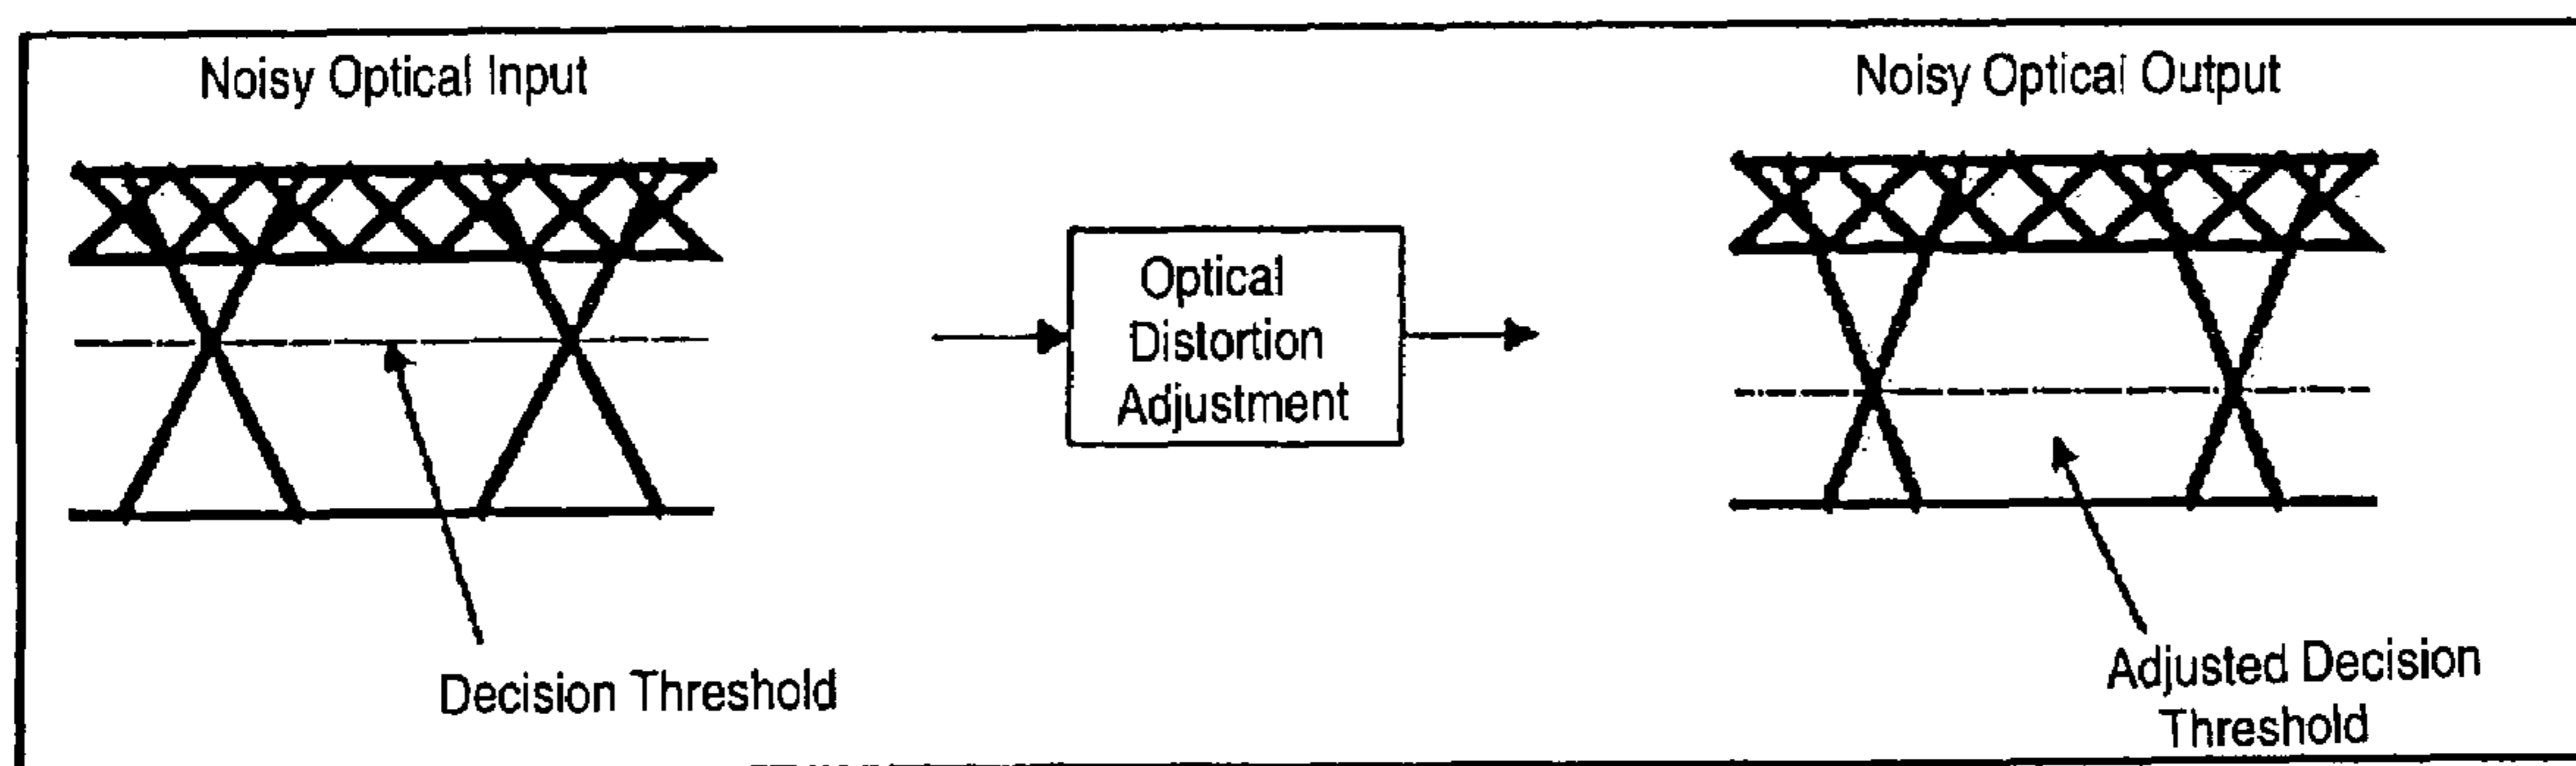 Noisy Optical Input
Noisy Optical Output
Optical
Distortion
Adjustment
Decision Threshold
Adjusted Decision
Threshold